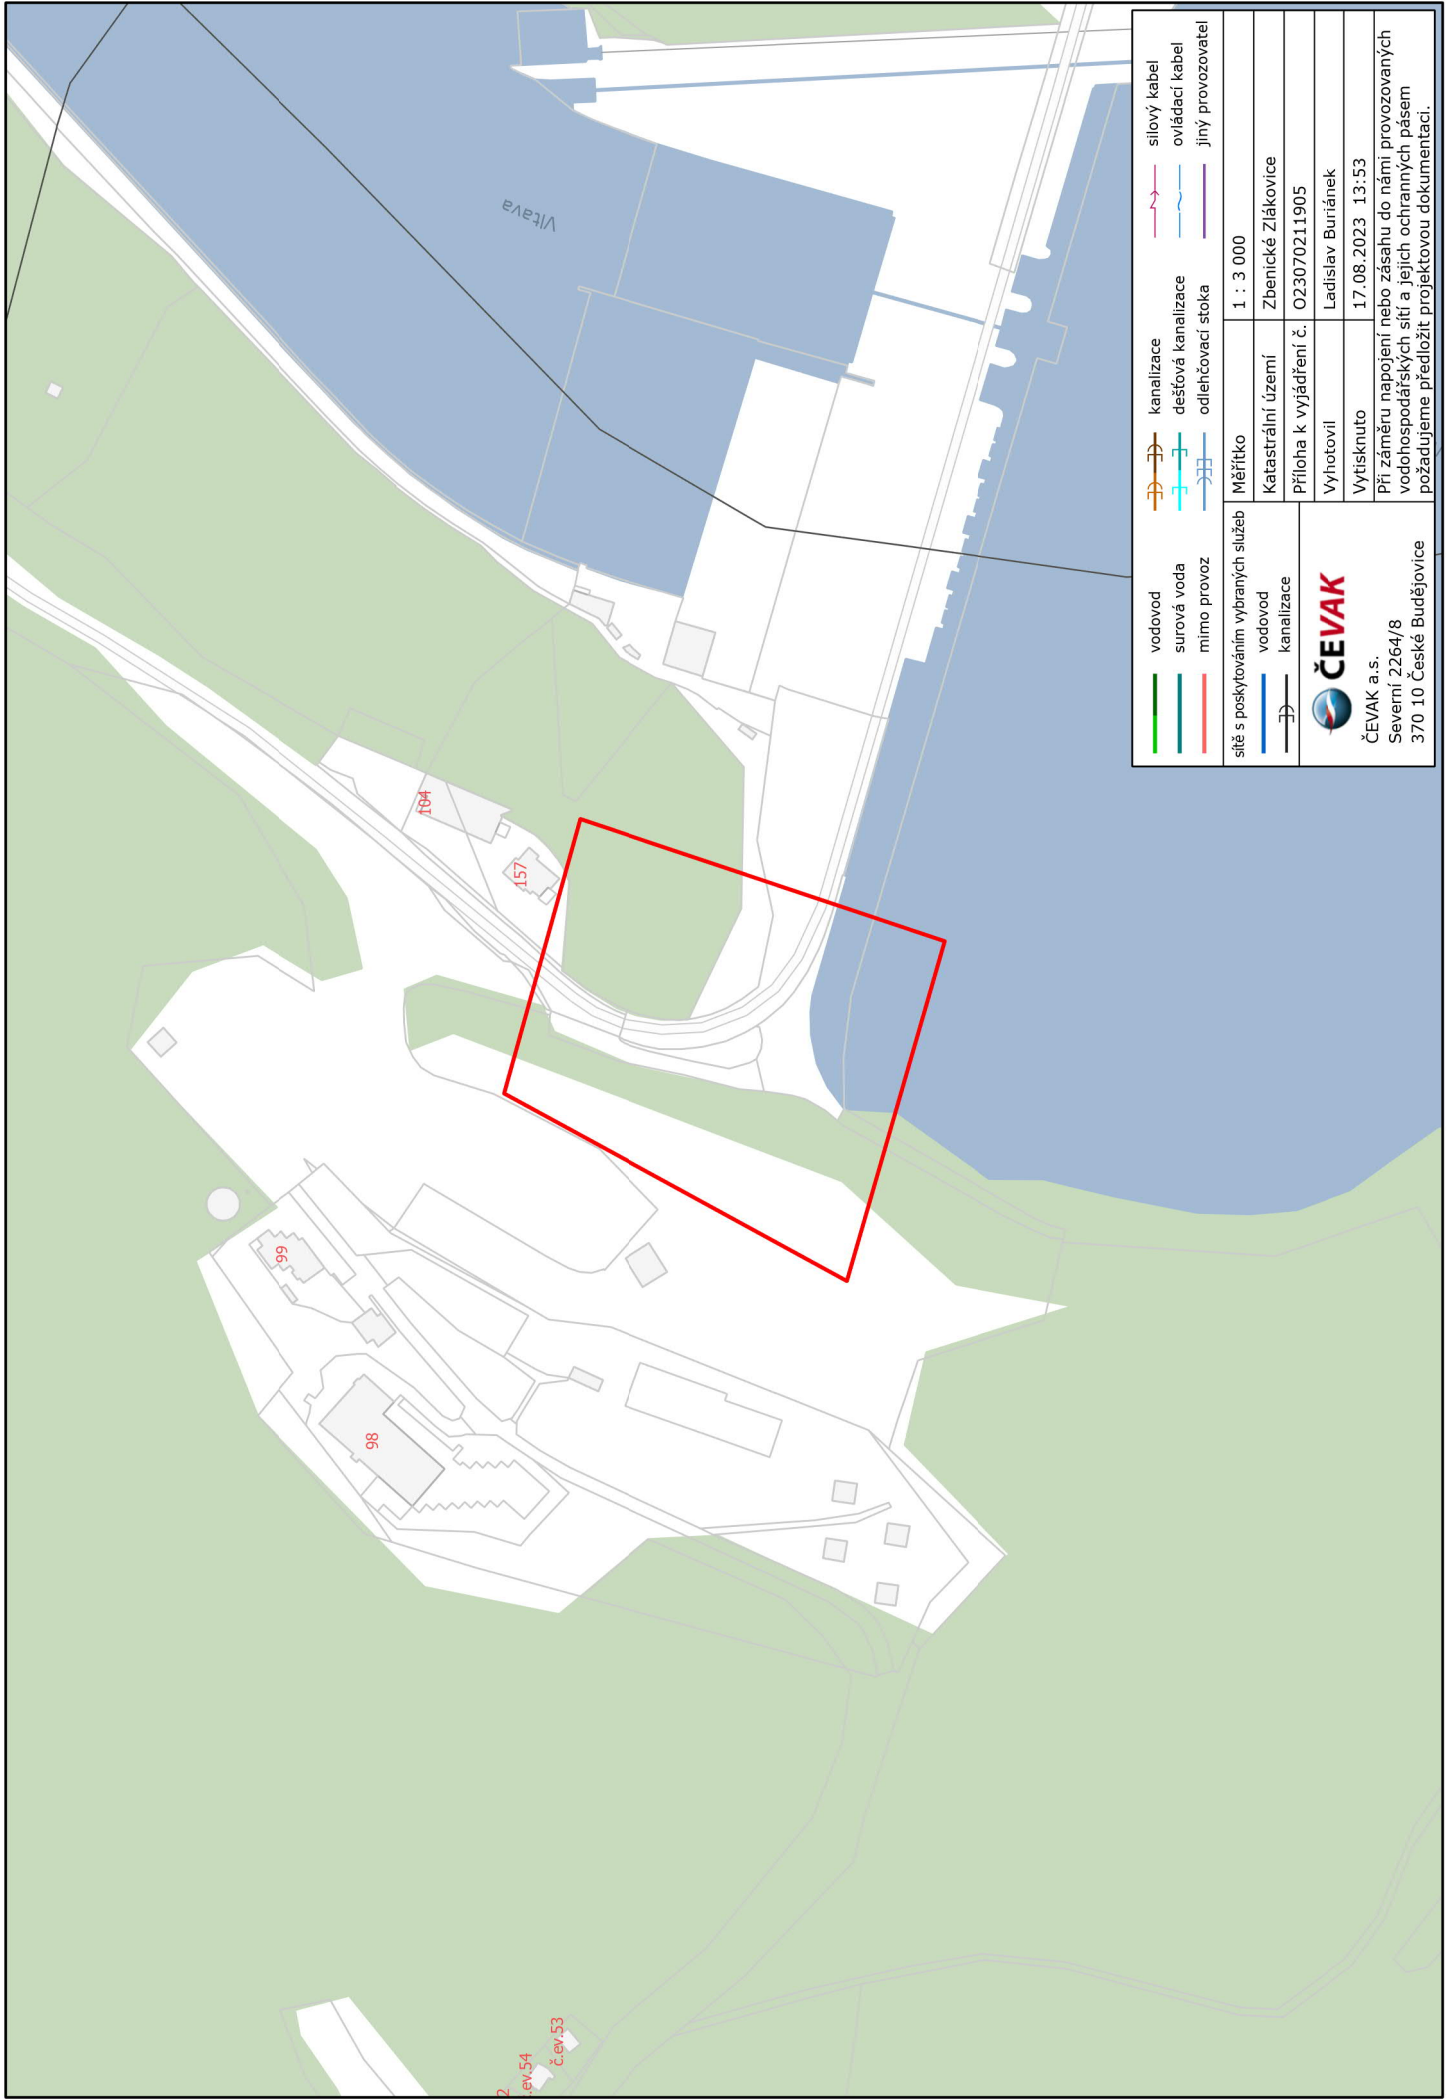 Vltava
104
157
99
98
č.ev.53
.ev.54
2
vodovod
surová voda
mimo provoz
kanalizace
dešťová kanalizace
odlehčovací stoka
silový kabel
ovládací kabel
jiný provozovatel
sítě s poskytováním vybraných služeb
vodovod
kanalizace
ČEVAK
ČEVAK a.s.
Severní 2264/8
370 10 České Budějovice
Měřítko 1 : 3 000
Katastrální území Zbenické Zlákovice
Příloha k vyjádření č. O23070211905
Vyhotovil Ladislav Buriánek
Vytisknuto 17.08.2023 13:53
Při záměru napojení nebo zásahu do námi provozovaných
vodohospodářských sítí a jejich ochranných pásem
požadujeme předložit projektovou dokumentaci.